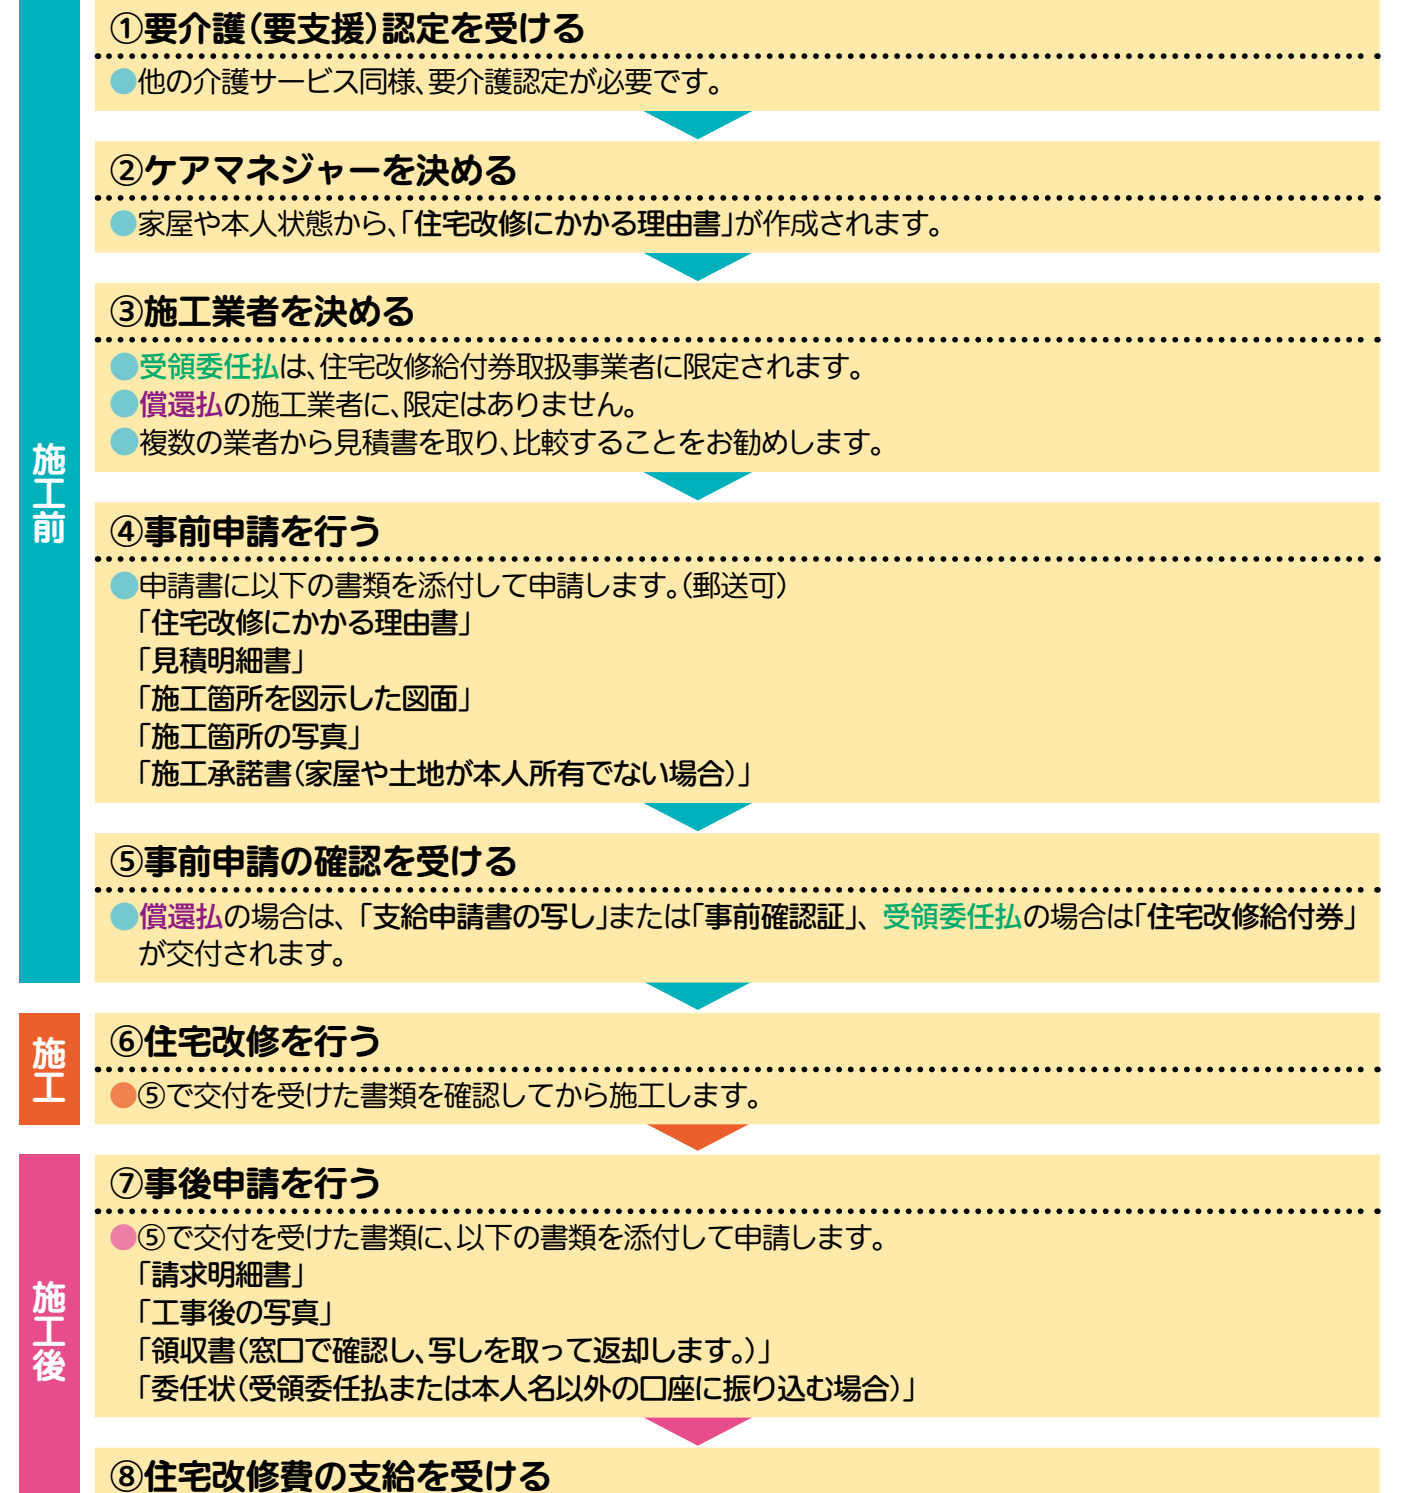 施工前
①要介護(要支援)認定を受ける
●他の介護サービス同様、要介護認定が必要です。
②ケアマネジャーを決める
●家屋や本人状態から、「住宅改修にかかる理由書」が作成されます。
③施工業者を決める
●受領委任払は、住宅改修給付券取扱事業者に限定されます。
●償還払の施工業者に、限定はありません。
●複数の業者から見積書を取り、比較することをお勧めします。
④事前申請を行う
●申請書に以下の書類を添付して申請します。(郵送可)
「住宅改修にかかる理由書」
「見積明細書」
「施工箇所を図示した図面」
「施工箇所の写真」
「施工承諾書(家屋や土地が本人所有でない場合)」
⑤事前申請の確認を受ける
●償還払の場合は、「支給申請書の写し」または「事前確認証」、受領委任払の場合は「住宅改修給付券」
が交付されます。
施工
⑥住宅改修を行う
●⑤で交付を受けた書類を確認してから施工します。
施工後
⑦事後申請を行う
●⑤で交付を受けた書類に、以下の書類を添付して申請します。
「請求明細書」
「工事後の写真」
「領収書(窓口で確認し、写しを取って返却します。)」
「委任状(受領委任払または本人名以外の口座に振り込む場合)」
⑧住宅改修費の支給を受ける